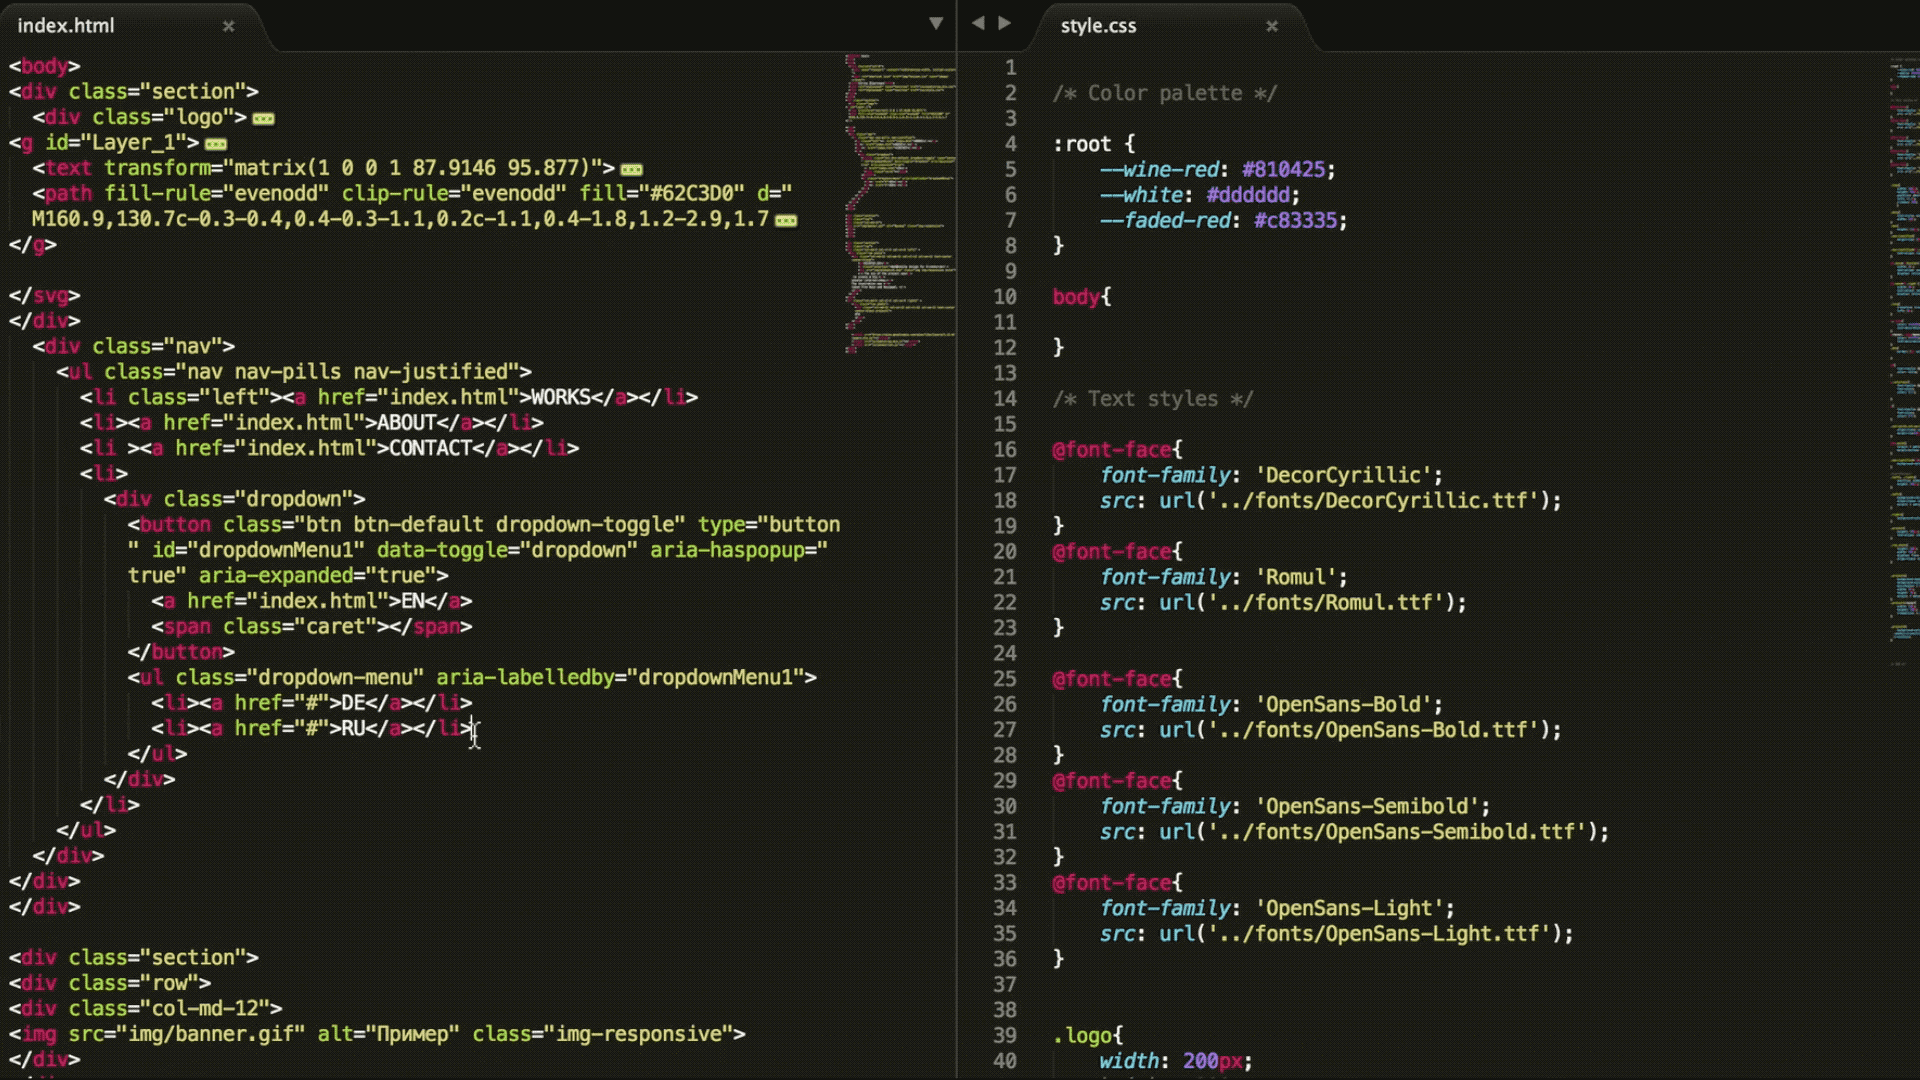 index.html
<body>
<div class="section">
<div class="logo">
<g id="Layer_1">
<text transform="matrix(1 0 0 1 87.9146 95.877)">
<path fill-rule="evenodd" clip-rule="evenodd" fill="#62C3D0" d="
M160.9,130.7c-0.3-0.4,0.4-0.3-1.1,0.2c-1.1,0.4-1.8,1.2-2.9,1.7
</g>
</svg>
</div>
<div class="nav">
<ul class="nav nav-pills nav-justified">
<li class="left"><a href="index.html">WORKS</a></li>
<li><a href="index.html">ABOUT</a></li>
<li ><a href="index.html">CONTACT</a></li>
<li>
<div class="dropdown">
<button class="btn btn-default dropdown-toggle" type="button
" id="dropdownMenu1" data-toggle="dropdown" aria-haspopup="
true" aria-expanded="true">
<a href="index.html">EN</a>
<span class="caret"></span>
</button>
<ul class="dropdown-menu" aria-labelledby="dropdownMenu1">
<li><a href="#">DE</a></li>
<li><a href="#">RU</a></li>
</ul>
</div>
</li>
</ul>
</div>
</div>
</div>
<div class="section">
<div class="row">
<div class="col-md-12">
<img src="img/banner.gif" alt="Пример" class="img-responsive">
</div>
style.css
1
2 /* Color palette */
3
4 :root {
5 --wine-red: #810425;
6 --white: #dddddd;
7 --faded-red: #c83335;
8 }
9
10 body{
11
12 }
13
14 /* Text styles */
15
16 @font-face{
17 font-family: 'DecorCyrillic';
18 src: url('../fonts/DecorCyrillic.ttf');
19 }
20 @font-face{
21 font-family: 'Romul';
22 src: url('../fonts/Romul.ttf');
23 }
24
25 @font-face{
26 font-family: 'OpenSans-Bold';
27 src: url('../fonts/OpenSans-Bold.ttf');
28 }
29 @font-face{
30 font-family: 'OpenSans-Semibold';
31 src: url('../fonts/OpenSans-Semibold.ttf');
32 }
33 @font-face{
34 font-family: 'OpenSans-Light';
35 src: url('../fonts/OpenSans-Light.ttf');
36 }
37
38
39 .logo{
40 width: 200px;